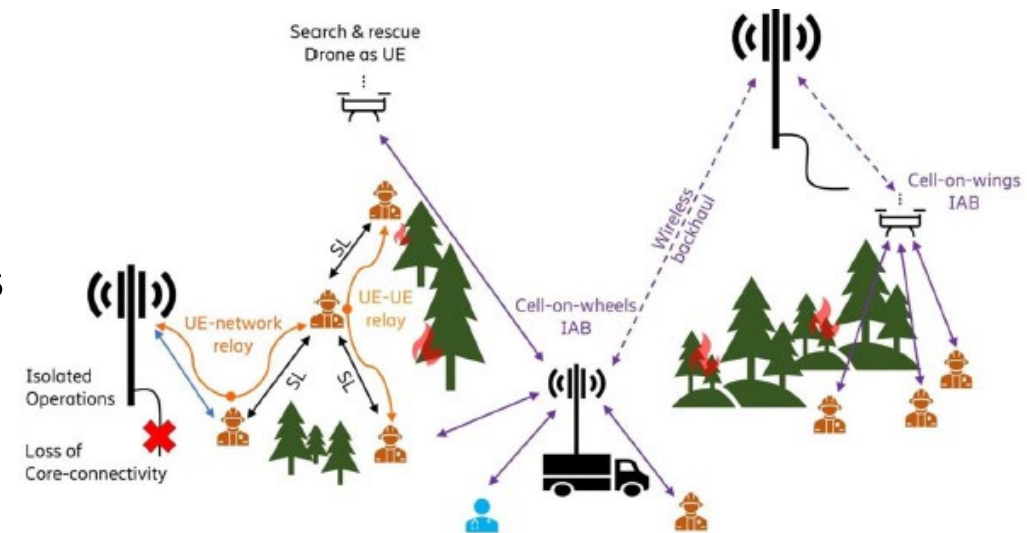 Search & rescue
Drone as UE
Cell-on-wings
IAB
Wireless
backhaul
SL
UE-UE
relay
Cell-on-wheels
IAB
UE-network
relay
SL
SL
Isolated
Operations
Loss of
Core-connectivity
s